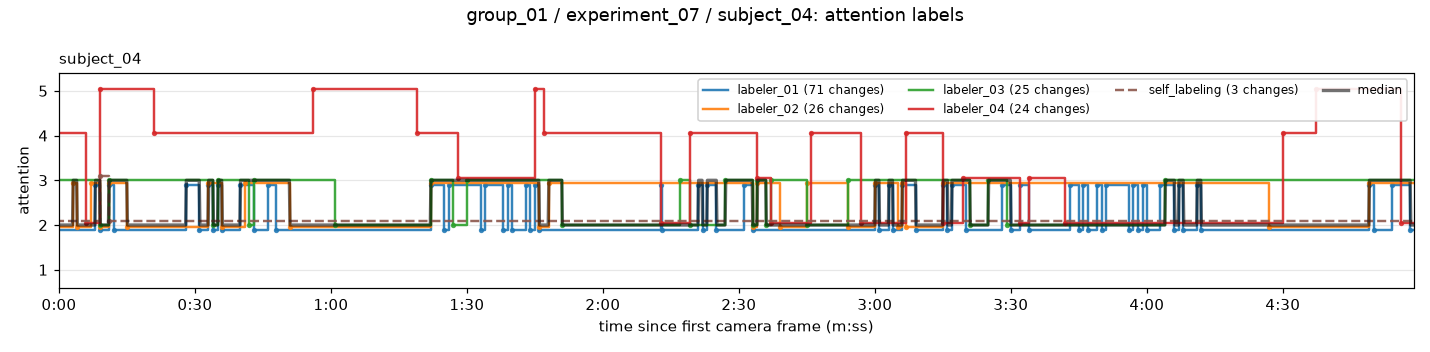 group_01 / experiment_07 / subject_04: attention labels
subject_04
labeler_01 (71 changes)
labeler_02 (26 changes)
labeler_03 (25 changes)
labeler_04 (24 changes)
self_labeling (3 changes)
median
attention
5
4
3
2
1
0:00 0:30 1:00 1:30 2:00 2:30 3:00 3:30 4:00 4:30
time since first camera frame (m:ss)